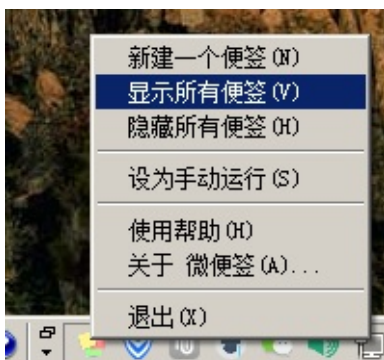 新建一个便签(N)
显示所有便签(V)
隐藏所有便签(H)
设为手动运行(S)
使用帮助(H)
关于 微便签(A)...
退出(X)